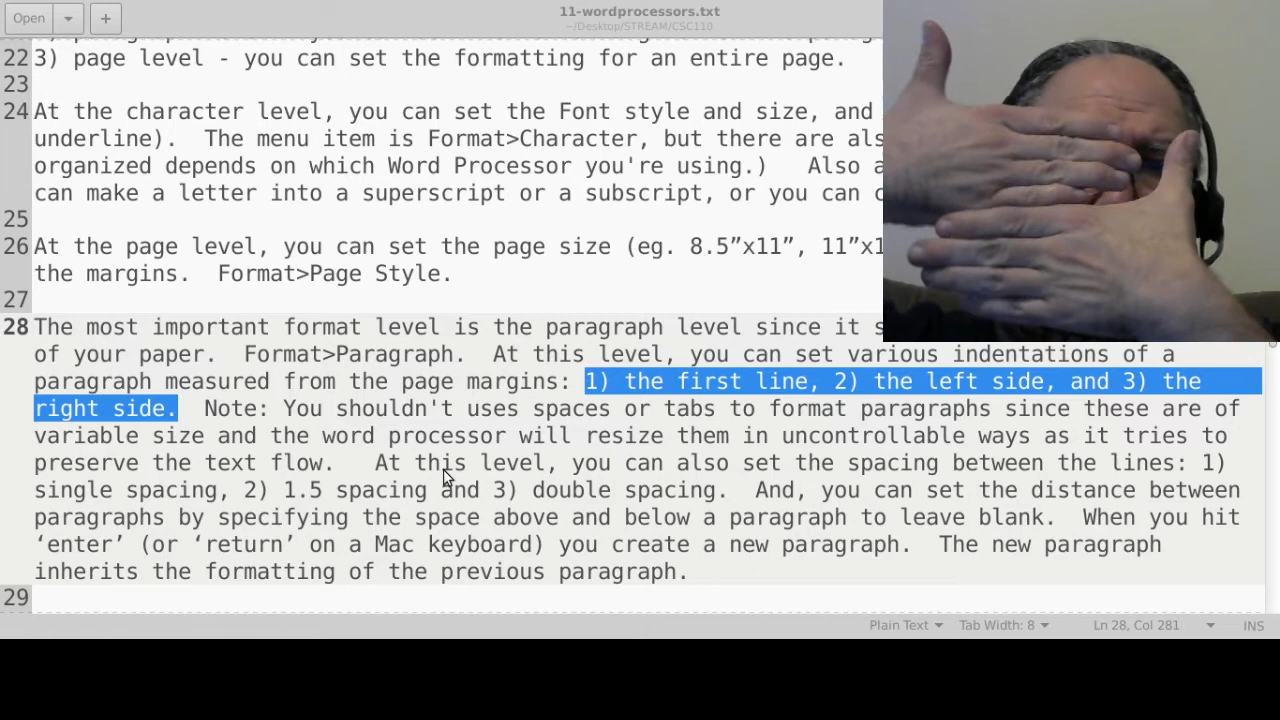 Open
11-wordprocessors.txt
~/Desktop/STREAM/CSC110
22 3) page level - you can set the formatting for an entire page.
23
24 At the character level, you can set the Font style and size, and
underline).  The menu item is Format>Character, but there are als
organized depends on which Word Processor you're using.)   Also a
can make a letter into a superscript or a subscript, or you can c
25
26 At the page level, you can set the page size (eg. 8.5”x11”, 11”x1
the margins.  Format>Page Style.
27
28 The most important format level is the paragraph level since it s
of your paper.  Format>Paragraph.  At this level, you can set various indentations of a
paragraph measured from the page margins: 1) the first line, 2) the left side, and 3) the
right side.  Note: You shouldn't uses spaces or tabs to format paragraphs since these are of
variable size and the word processor will resize them in uncontrollable ways as it tries to
preserve the text flow.   At this level, you can also set the spacing between the lines: 1)
single spacing, 2) 1.5 spacing and 3) double spacing.  And, you can set the distance between
paragraphs by specifying the space above and below a paragraph to leave blank.  When you hit
‘enter’ (or ‘return’ on a Mac keyboard) you create a new paragraph.  The new paragraph
inherits the formatting of the previous paragraph.
29
Plain Text Tab Width: 8 Ln 28, Col 281 INS